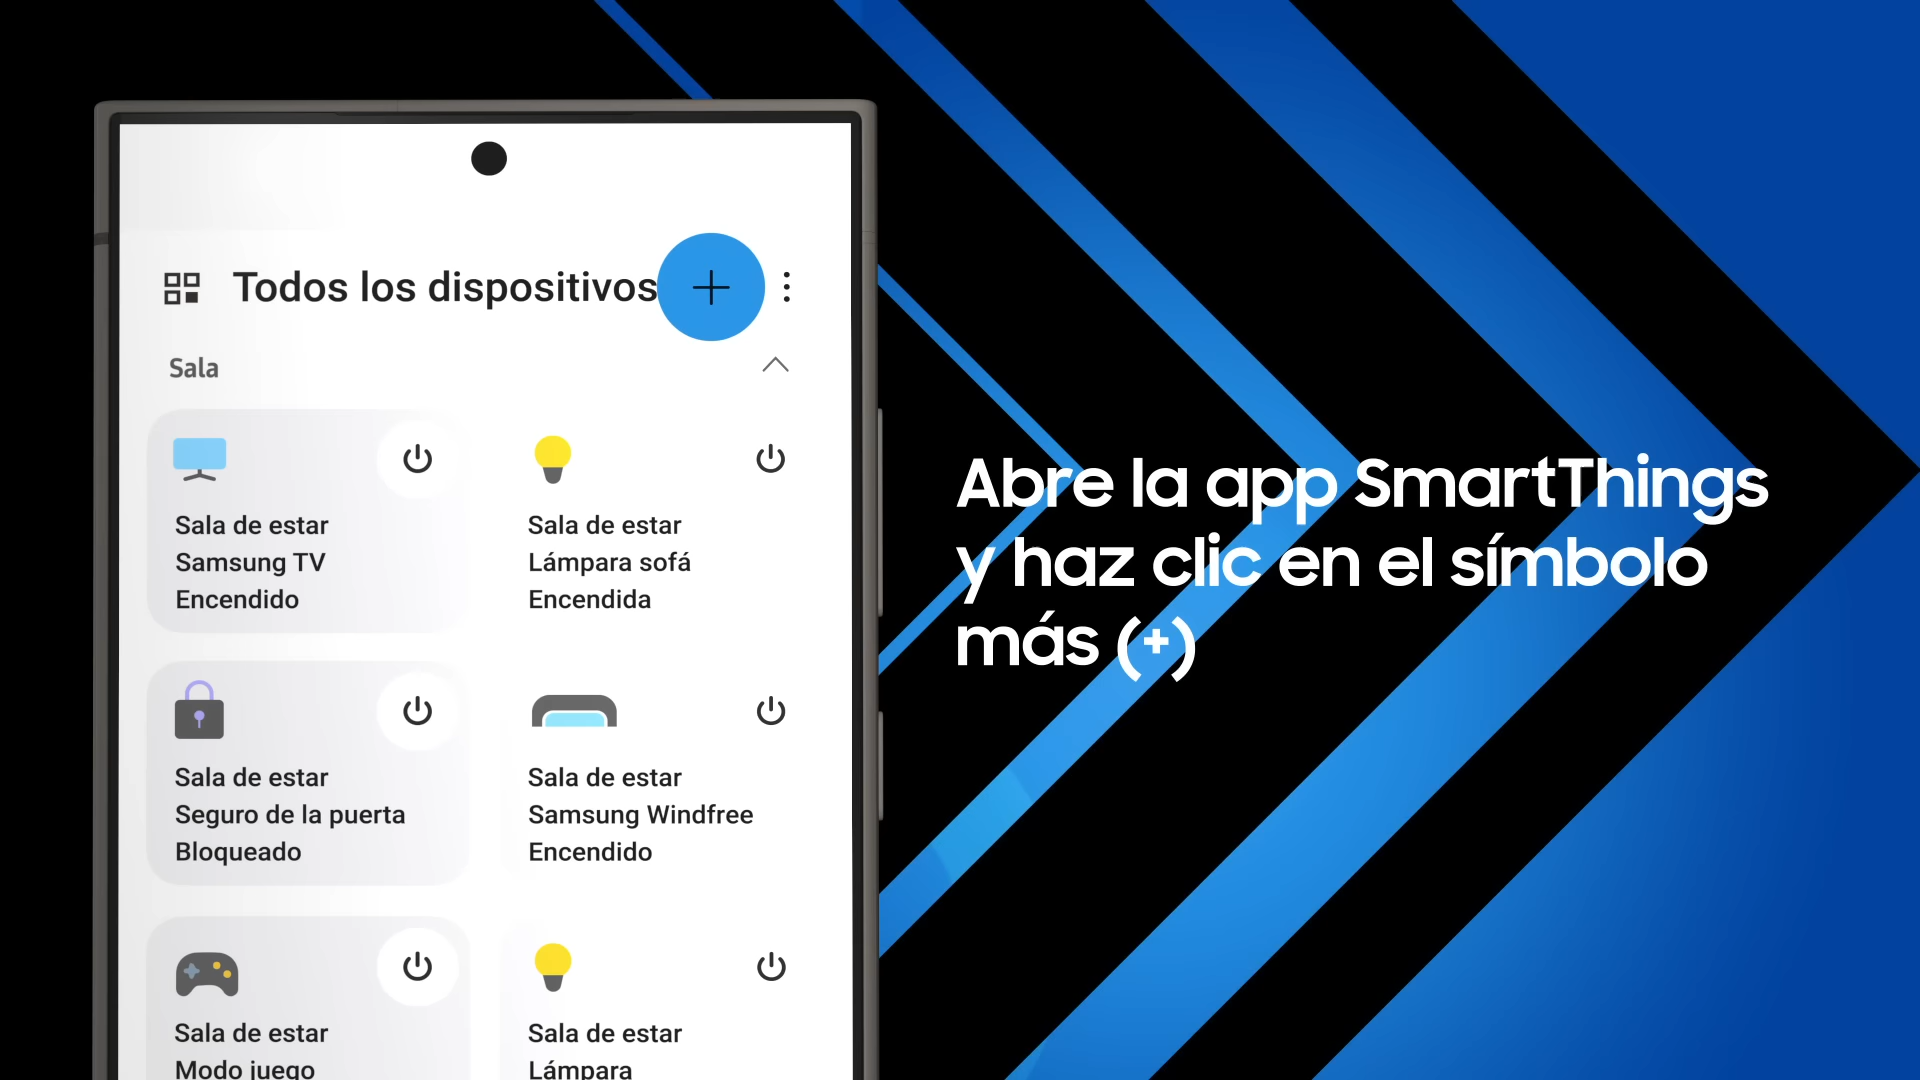 Todos los dispositivos
Sala
Sala de estar
Samsung TV
Encendido
Sala de estar
Lámpara sofá
Encendida
Sala de estar
Seguro de la puerta
Bloqueado
Sala de estar
Samsung Windfree
Encendido
Sala de estar
Modo juego
Sala de estar
Lámpara
Abre la app SmartThings
y haz clic en el símbolo
más (+)